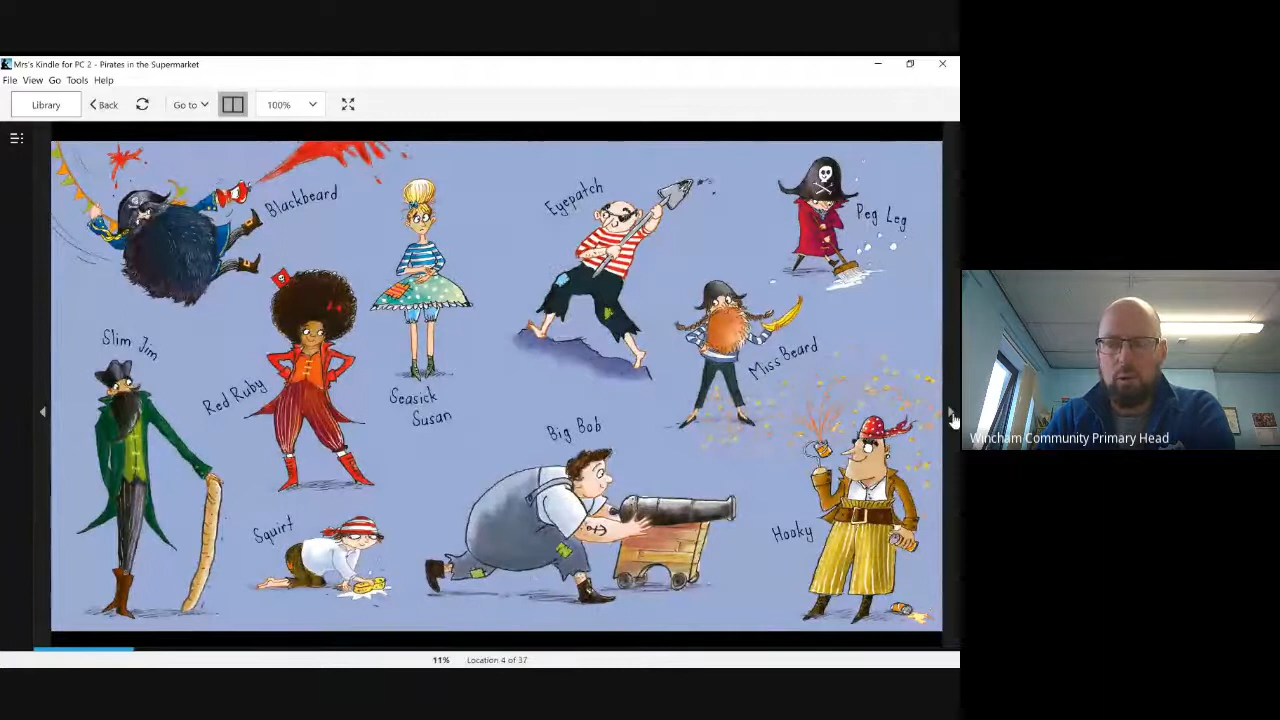 Mrs's Kindle for PC 2 - Pirates in the Supermarket
File View Go Tools Help
Library
Back
Go to
100%
Blackbeard
Eyepatch
Peg Leg
Slim Jim
Red Ruby
Seasick
Susan
Miss Beard
Big Bob
Squirt
Hooky
Wincham Community Primary Head
11% Location 4 of 37